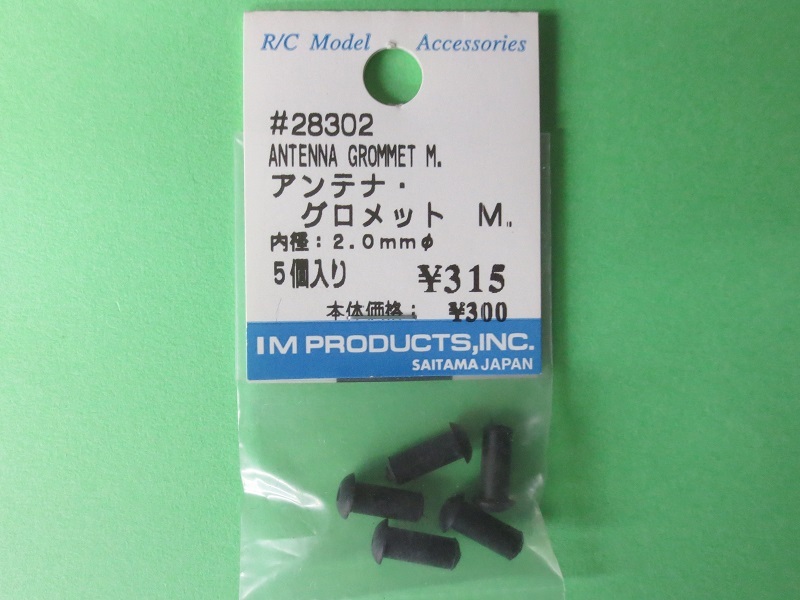 R/C Model Accessories
#28302
ANTENNA GROMMET M.
アンテナ・
グロメット M.
内径:2.0mmφ
5個入り ¥315
本体価格: ¥300
IM PRODUCTS,INC.
SAITAMA JAPAN